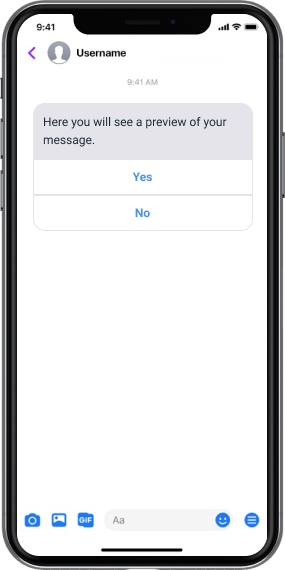 9:41
Username
9:41 AM
Here you will see a preview of your
message.
Yes
No
GIF
Aa